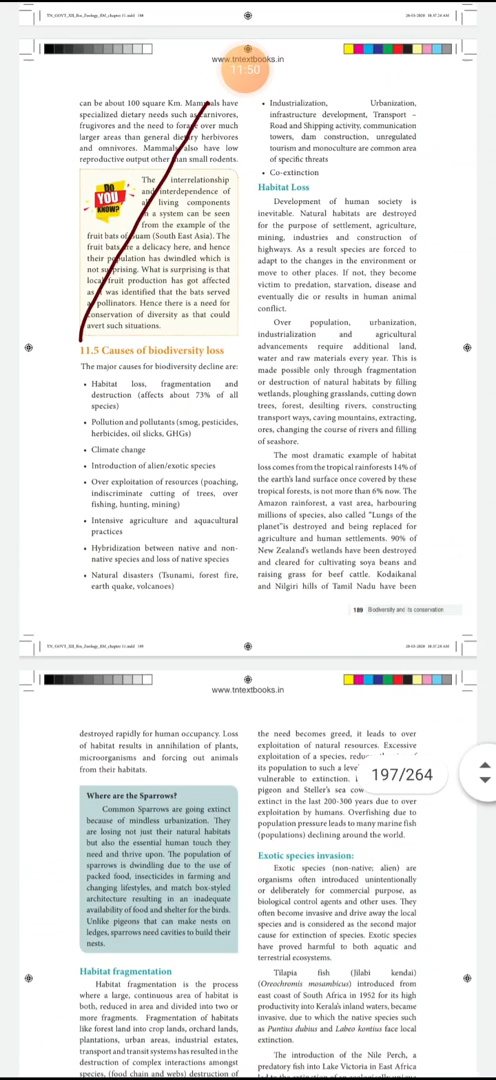 TN_GOVT_XII_Bio_Zoology_EM_chapter 11.indd 188
www.tntextbooks.in
11:50
can be about 100 square Km. Mammals have
specialized dietary needs such as carnivores,
frugivores and the need to forage over much
larger areas than general dietary herbivores
and omnivores. Mammals also have low
reproductive output other than small rodents.
DO
YOU
KNOW?
The interrelationship
and interdependence of
all living components
in a system can be seen
from the example of the
fruit bats of Guam (South East Asia). The
fruit bats are a delicacy here, and hence
their population has dwindled which is
not surprising. What is surprising is that
local fruit production has got affected
as it was identified that the bats served
as pollinators. Hence there is a need for
conservation of diversity as that could
avert such situations.
11.5 Causes of biodiversity loss
The major causes for biodiversity decline are:
• Habitat loss, fragmentation and
destruction (affects about 73% of all
species)
• Pollution and pollutants (smog, pesticides,
herbicides, oil slicks, GHGs)
• Climate change
• Introduction of alien/exotic species
• Over exploitation of resources (poaching,
indiscriminate cutting of trees, over
fishing, hunting, mining)
• Intensive agriculture and aquacultural
practices
• Hybridization between native and non-
native species and loss of native species
• Natural disasters (Tsunami, forest fire,
earth quake, volcanoes)
• Industrialization, Urbanization,
infrastructure development, Transport –
Road and Shipping activity, communication
towers, dam construction, unregulated
tourism and monoculture are common area
of specific threats
• Co-extinction
Habitat Loss
Development of human society is
inevitable. Natural habitats are destroyed
for the purpose of settlement, agriculture,
mining, industries and construction of
highways. As a result species are forced to
adapt to the changes in the environment or
move to other places. If not, they become
victim to predation, starvation, disease and
eventually die or results in human animal
conflict.
Over population, urbanization,
industrialization and agricultural
advancements require additional land,
water and raw materials every year. This is
made possible only through fragmentation
or destruction of natural habitats by filling
wetlands, ploughing grasslands, cutting down
trees, forest, desilting rivers, constructing
transport ways, caving mountains, extracting,
ores, changing the course of rivers and filling
of seashore.
The most dramatic example of habitat
loss comes from the tropical rainforests 14% of
the earth's land surface once covered by these
tropical forests, is not more than 6% now. The
Amazon rainforest, a vast area, harbouring
millions of species, also called "Lungs of the
planet"is destroyed and being replaced for
agriculture and human settlements. 90% of
New Zealand's wetlands have been destroyed
and cleared for cultivating soya beans and
raising grass for beef cattle. Kodaikanal
and Nilgiri hills of Tamil Nadu have been
189 Biodiversity and its conservation
TN_GOVT_XII_Bio_Zoology_EM_chapter 11.indd 189
www.tntextbooks.in
destroyed rapidly for human occupancy. Loss
of habitat results in annihilation of plants,
microorganisms and forcing out animals
from their habitats.
Where are the Sparrows?
Common Sparrows are going extinct
because of mindless urbanization. They
are losing not just their natural habitats
but also the essential human touch they
need and thrive upon. The population of
sparrows is dwindling due to the use of
packed food, insecticides in farming and
changing lifestyles, and match box-styled
architecture resulting in an inadequate
availability of food and shelter for the birds.
Unlike pigeons that can make nests on
ledges, sparrows need cavities to build their
nests.
Habitat fragmentation
Habitat fragmentation is the process
where a large, continuous area of habitat is
both, reduced in area and divided into two or
more fragments. Fragmentation of habitats
like forest land into crop lands, orchard lands,
plantations, urban areas, industrial estates,
transport and transit systems has resulted in the
destruction of complex interactions amongst
species, (food chain and webs) destruction of
the need becomes greed, it leads to over
exploitation of natural resources. Excessive
exploitation of a species,
its population to such a
vulnerable to extinction.
pigeon and Steller's sea
extinct in the last 200-300 years due to over
exploitation by humans. Overfishing due to
population pressure leads to many marine fish
(populations) declining around the world.
197/264
Exotic species invasion:
Exotic species (non-native; alien) are
organisms often introduced unintentionally
or deliberately for commercial purpose, as
biological control agents and other uses. They
often become invasive and drive away the local
species and is considered as the second major
cause for extinction of species. Exotic species
have proved harmful to both aquatic and
terrestrial ecosystems.
Tilapia fish (Jilabi kendai)
(Oreochromis mosambicus) introduced from
east coast of South Africa in 1952 for its high
productivity into Kerala's inland waters, became
invasive, due to which the native species such
as Puntius dubius and Labeo kontius face local
extinction.
The introduction of the Nile Perch, a
predatory fish into Lake Victoria in East Africa